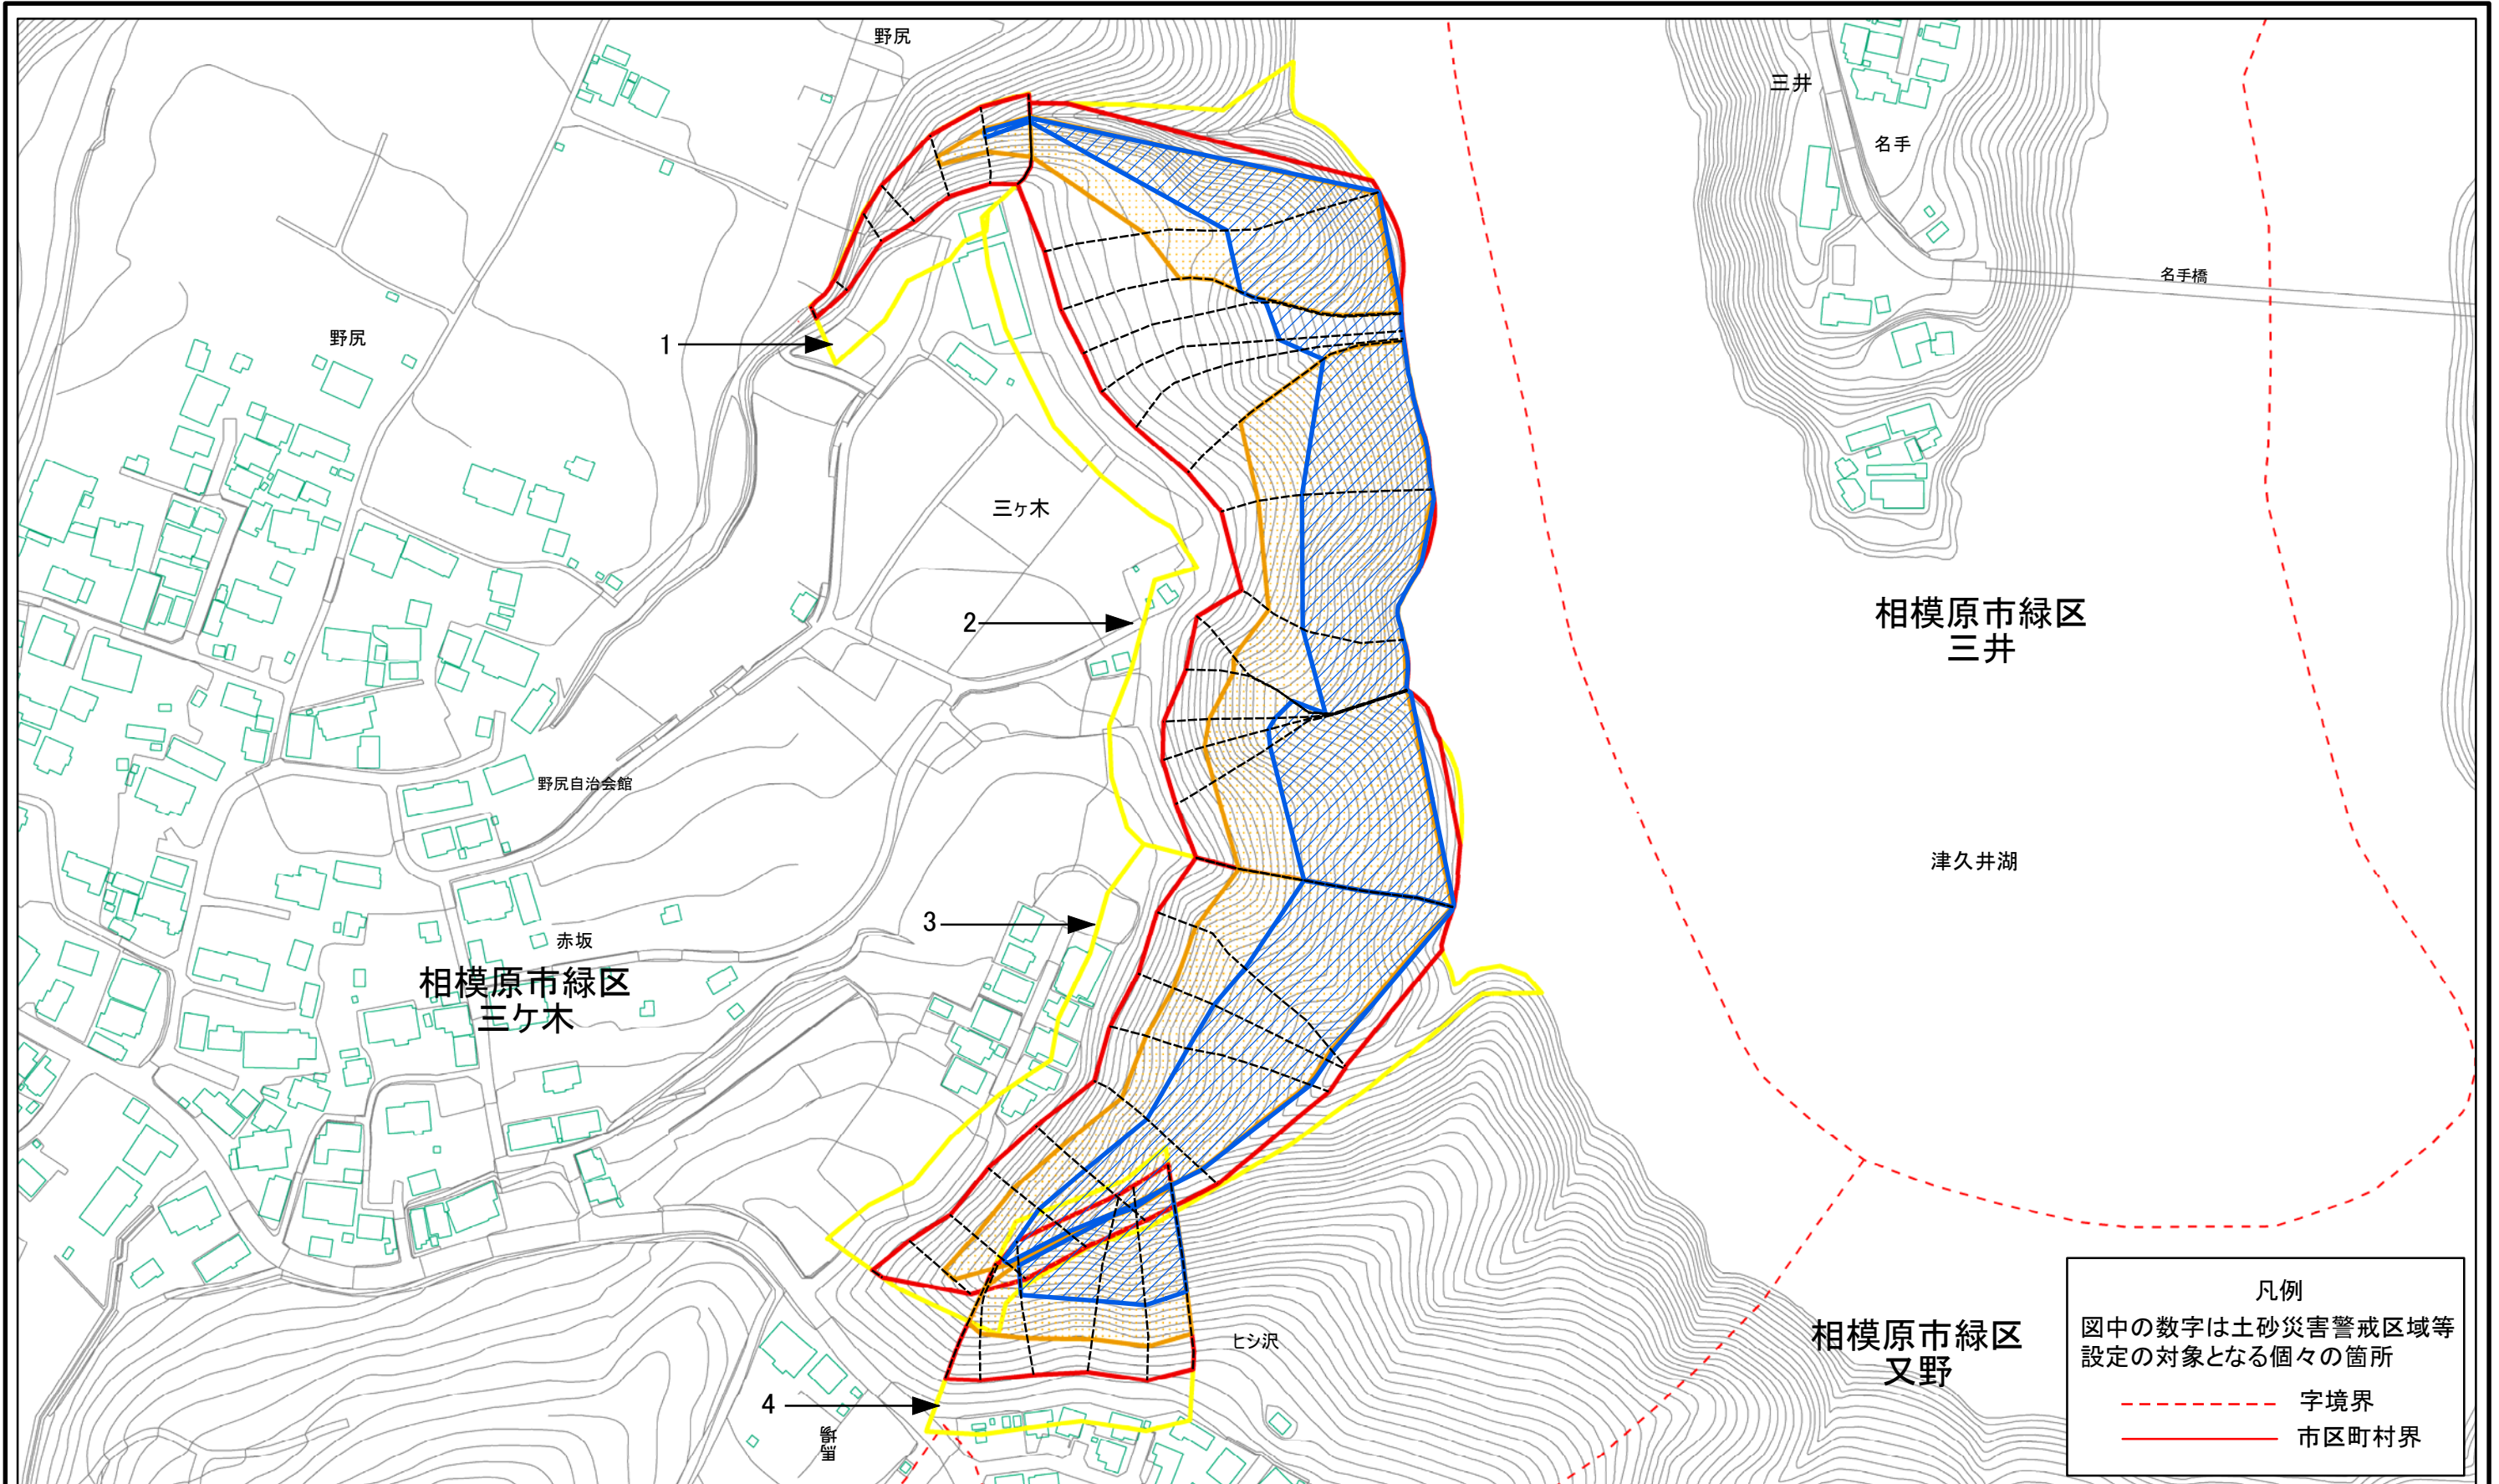 野尻
三井
名手
名手橋
野尻
1
三ヶ木
2
相模原市緑区
三井
野尻自治会館
津久井湖
3
赤坂
相模原市緑区
三ケ木
凡例
図中の数字は土砂災害警戒区域等
設定の対象となる個々の箇所
字境界
市区町村界
相模原市緑区
又野
ヒシ沢
4
馬場